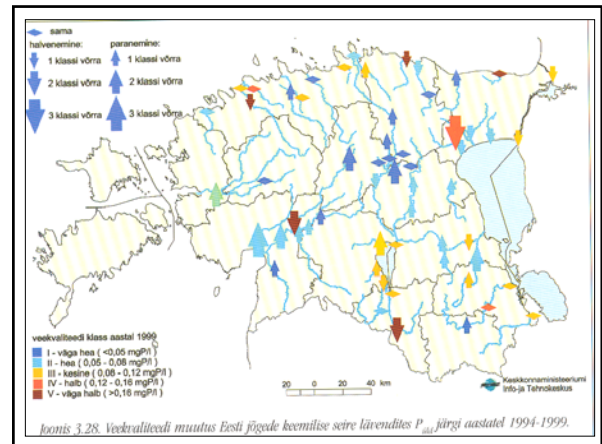 sama
halvenemine:
paranemine:
1 klassi võrra
1 klassi võrra
2 klassi võrra
2 klassi võrra
3 klassi võrra
3 klassi võrra
veekvaliteedi klass aastal 1999
I - väga hea ( <0,05 mgP/l )
II - hea ( 0,05 - 0,08 mgP/l )
III - kesine ( 0,08 - 0,12 mgP/l )
IV - halb ( 0,12 - 0,16 mgP/l )
V - väga halb ( >0,16 mgP/l )
20 0 20 40 km
Keskkonnaministeeriumi
Info-ja Tehnokeskus
Joonis 3.28. Veekvaliteedi muutus Eesti jõgede keemilise seire lävendites P üld järgi aastatel 1994-1999.